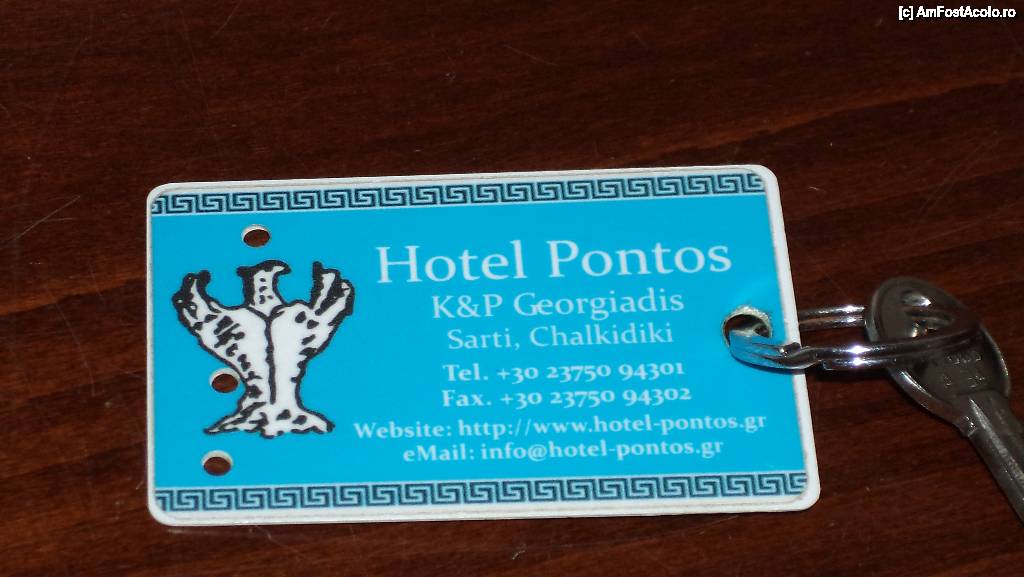 [c] AmFostAcolo.ro
Hotel Pontos
K&P Georgiadis
Sarti, Chalkidiki
Tel. +30 23750 94301
Fax. +30 23750 94302
Website: http://www.hotel-pontos.gr
eMail: info@hotel-pontos.gr